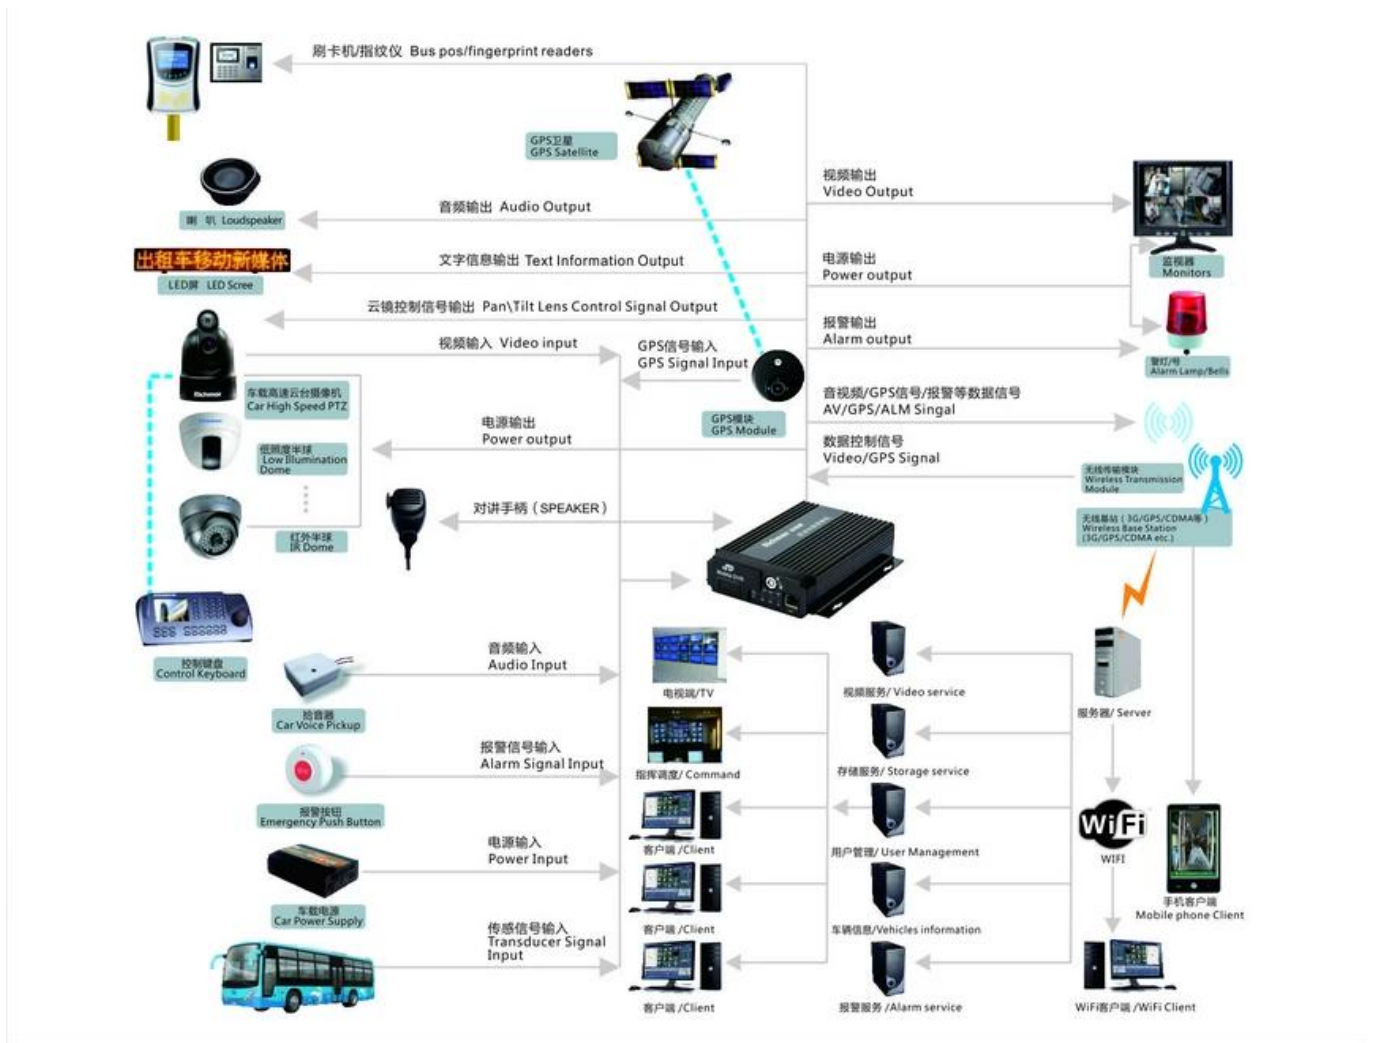 刷卡机/指纹仪 Bus pos/fingerprint readers
GPS卫星
GPS Satellite
视频输出
Video Output
喇 叭 Loudspeaker
音频输出 Audio Output
出租车移动新媒体
LED屏 LED Scree
文字信息输出 Text Information Output
电源输出
Power output
监视器
Monitors
云镜控制信号输出 Pan\Tilt Lens Control Signal Output
报警输出
Alarm output
视频输入 Video input
GPS信号输入
GPS Signal Input
警灯/号
Alarm Lamp/Bells
Richmor
车载高速云台摄像机
Car High Speed PTZ
音视频/GPS信号/报警等数据信号
AV/GPS/ALM Singal
GPS模块
GPS Module
电源输出
Power output
数据控制信号
Video/GPS Signal
低照度半球
Low Illumination
Dome
无线传输模块
Wireless Transmission
Module
对讲手柄（SPEAKER）
无线基站（3G/GPS/CDMA等）
Wireless Base Station
(3G/GPS/CDMA etc.)
红外半球
IR Dome
Mobile DVR
控制键盘
Control Keyboard
音频输入
Audio Input
电视端/TV
视频服务/ Video service
服务器/ Server
拾音器
Car Voice Pickup
报警信号输入
Alarm Signal Input
指挥调度/ Command
存储服务/ Storage service
报警按钮
Emergency Push Button
WiFi
WIFI
客户端 /Client
用户管理/ User Management
电源输入
Power Input
车载电源
Car Power Supply
手机客户端
Mobile phone Client
客户端 /Client
车辆信息/Vehicles information
传感信号输入
Transducer Signal
Input
客户端 /Client
报警服务 /Alarm service
WiFi客户端 /WiFi Client